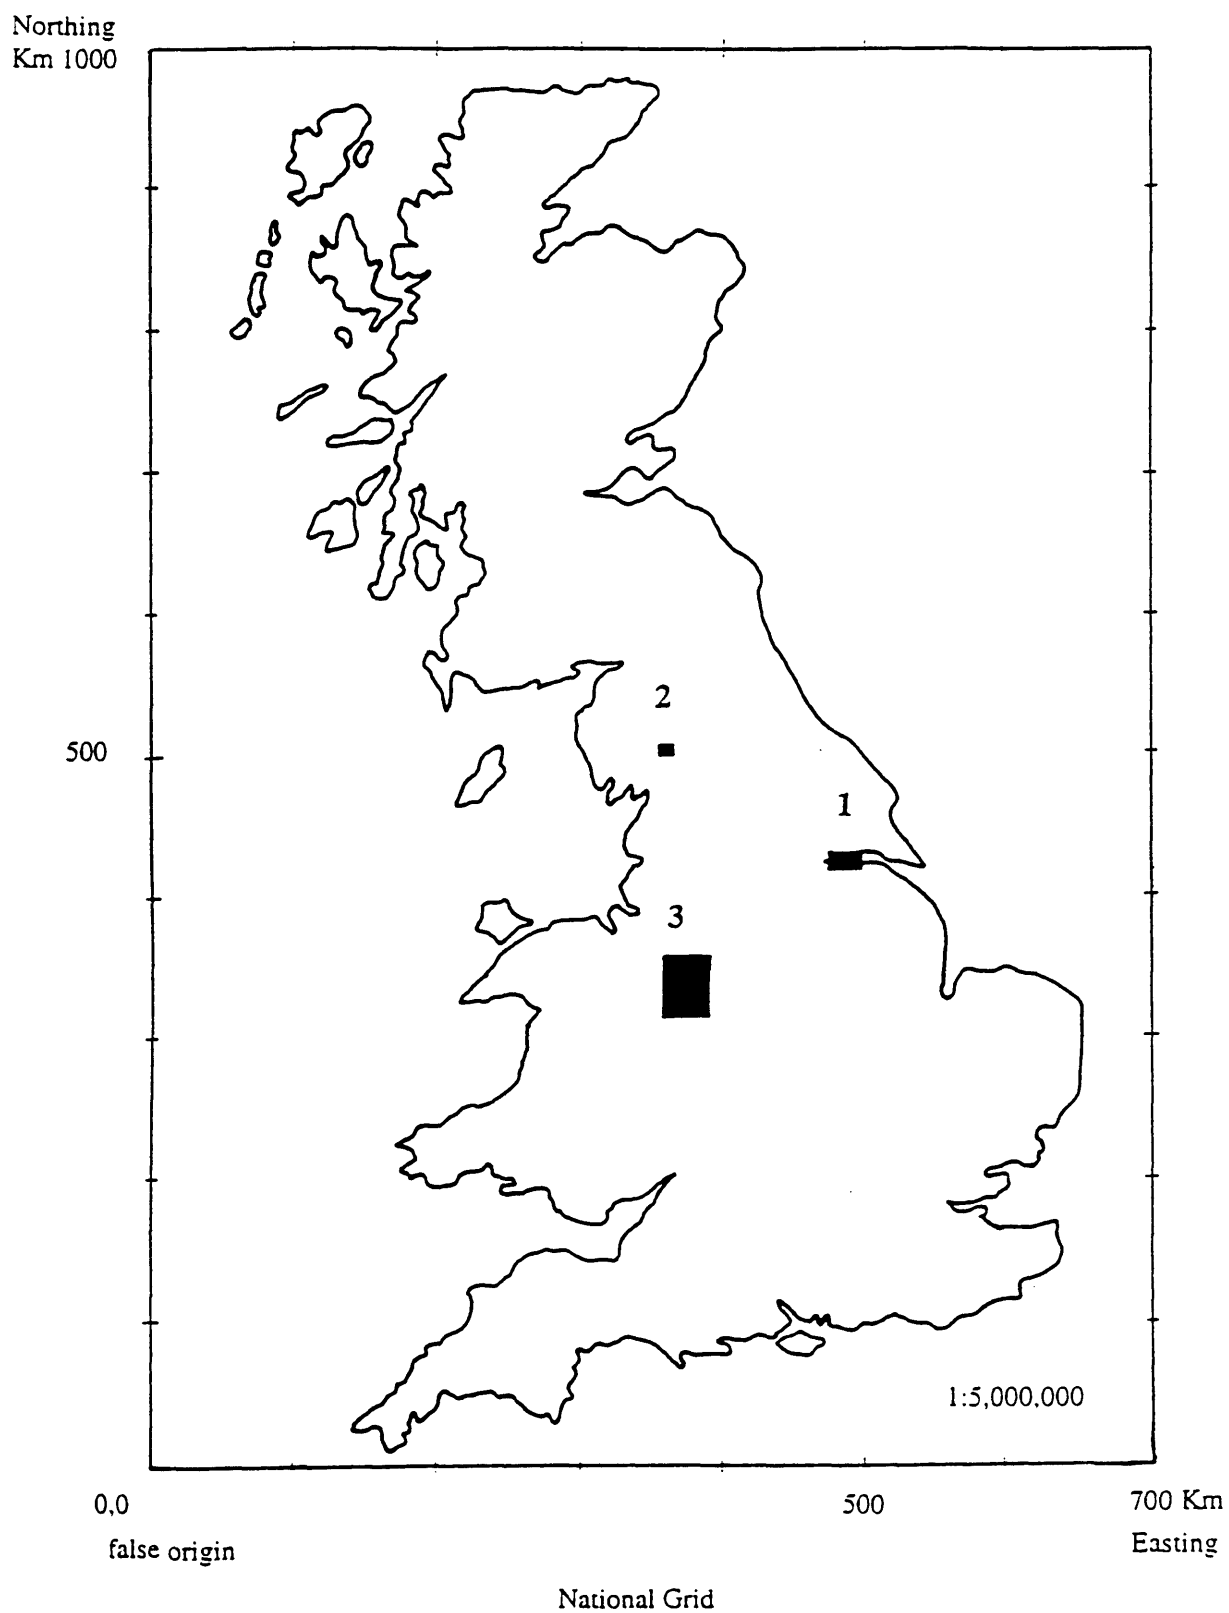 Northing
Km 1000
2
500
1
3
1:5,000,000
0,0
500
700 Km
false origin
Easting
National Grid